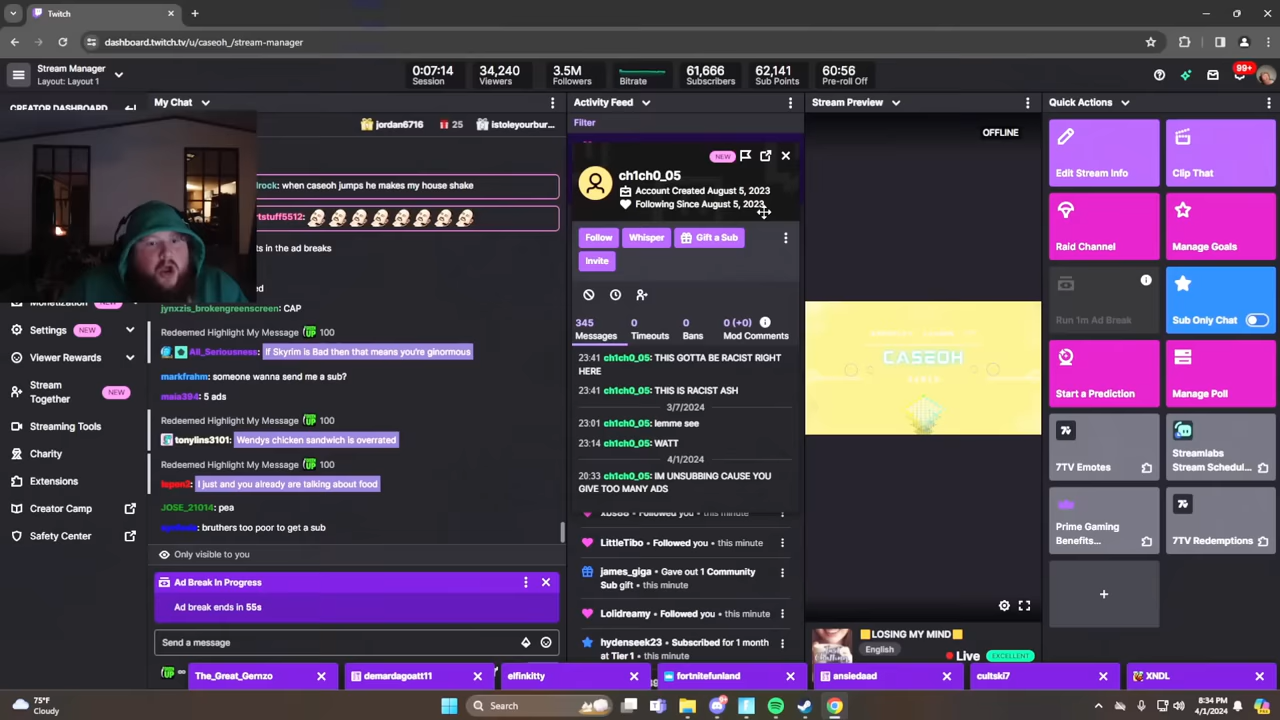 Twitch
dashboard.twitch.tv/u/caseoh_/stream-manager
Stream Manager
Layout: Layout 1
0:07:14
Session
34,240
Viewers
3.5M
Followers
Bitrate
61,666
Subscribers
62,141
Sub Points
60:56
Pre-roll Off
99+
CREATOR DASHBOARD
NEW
Settings NEW
Viewer Rewards
Stream Together NEW
Streaming Tools
Charity
Extensions
Creator Camp
Safety Center
My Chat
jordan6716 25 istoleyourbur...
rock: when caseoh jumps he makes my house shake
rtstuff5512:
ts in the ad breaks
jynxzis_brokengreenscreen: CAP
Redeemed Highlight My Message 100
All_Seriousness: If Skyrim is Bad then that means you're ginormous
markfrahm: someone wanna send me a sub?
maia394: 5 ads
Redeemed Highlight My Message 100
tonylins3101: Wendys chicken sandwich is overrated
Redeemed Highlight My Message 100
I just and you already are talking about food
JOSE_21014: pea
bruthers too poor to get a sub
Only visible to you
Ad Break In Progress
Ad break ends in 55s
Send a message
Activity Feed
Filter
NEW
ch1ch0_05
Account Created August 5, 2023
Following Since August 5, 2023
Follow Whisper Gift a Sub
Invite
345 0 0 0 (+0)
Messages Timeouts Bans Mod Comments
23:41 ch1ch0_05: THIS GOTTA BE RACIST RIGHT
HERE
23:41 ch1ch0_05: THIS IS RACIST ASH
3/7/2024
23:01 ch1ch0_05: lemme see
23:14 ch1ch0_05: WATT
4/1/2024
20:33 ch1ch0_05: IM UNSUBBING CAUSE YOU
GIVE TOO MANY ADS
xbs88 • Followed you • this minute
LittleTibo • Followed you • this minute
james_giga • Gave out 1 Community
Sub gift • this minute
Lolidreamy • Followed you • this minute
hydenseek23 • Subscribed for 1 month
at Tier 1 • this minute
Stream Preview
OFFLINE
CASEOH
LOSING MY MIND
English
Live EXCELLENT
Quick Actions
Edit Stream Info
Clip That
Raid Channel
Manage Goals
Run 1m Ad Break
Sub Only Chat
Start a Prediction
Manage Poll
7TV Emotes
Streamlabs
Stream Schedul...
Prime Gaming
Benefits...
7TV Redemptions
The_Great_Gemzo
demardagoatt11
elfinkitty
fortnitefunland
ansiedaad
cultski7
XNDL
75°F
Cloudy
Search
8:34 PM
4/1/2024